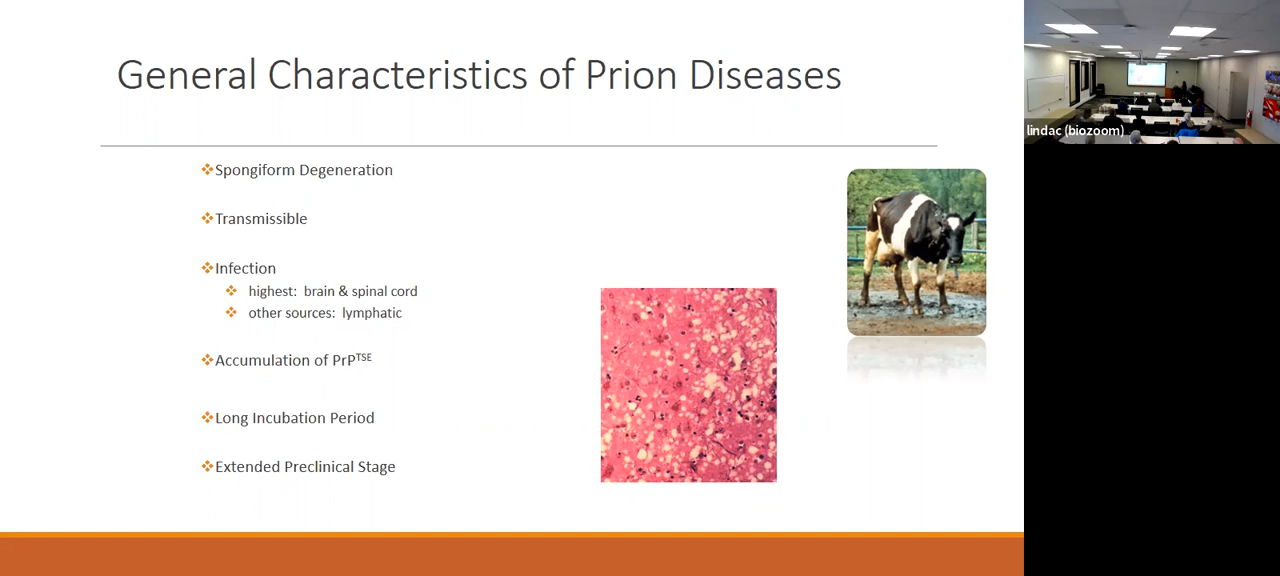 General Characteristics of Prion Diseases
Spongiform Degeneration
Transmissible
Infection
highest: brain & spinal cord
other sources: lymphatic
Accumulation of PrPTSE
Long Incubation Period
Extended Preclinical Stage
lindac (biozoom)